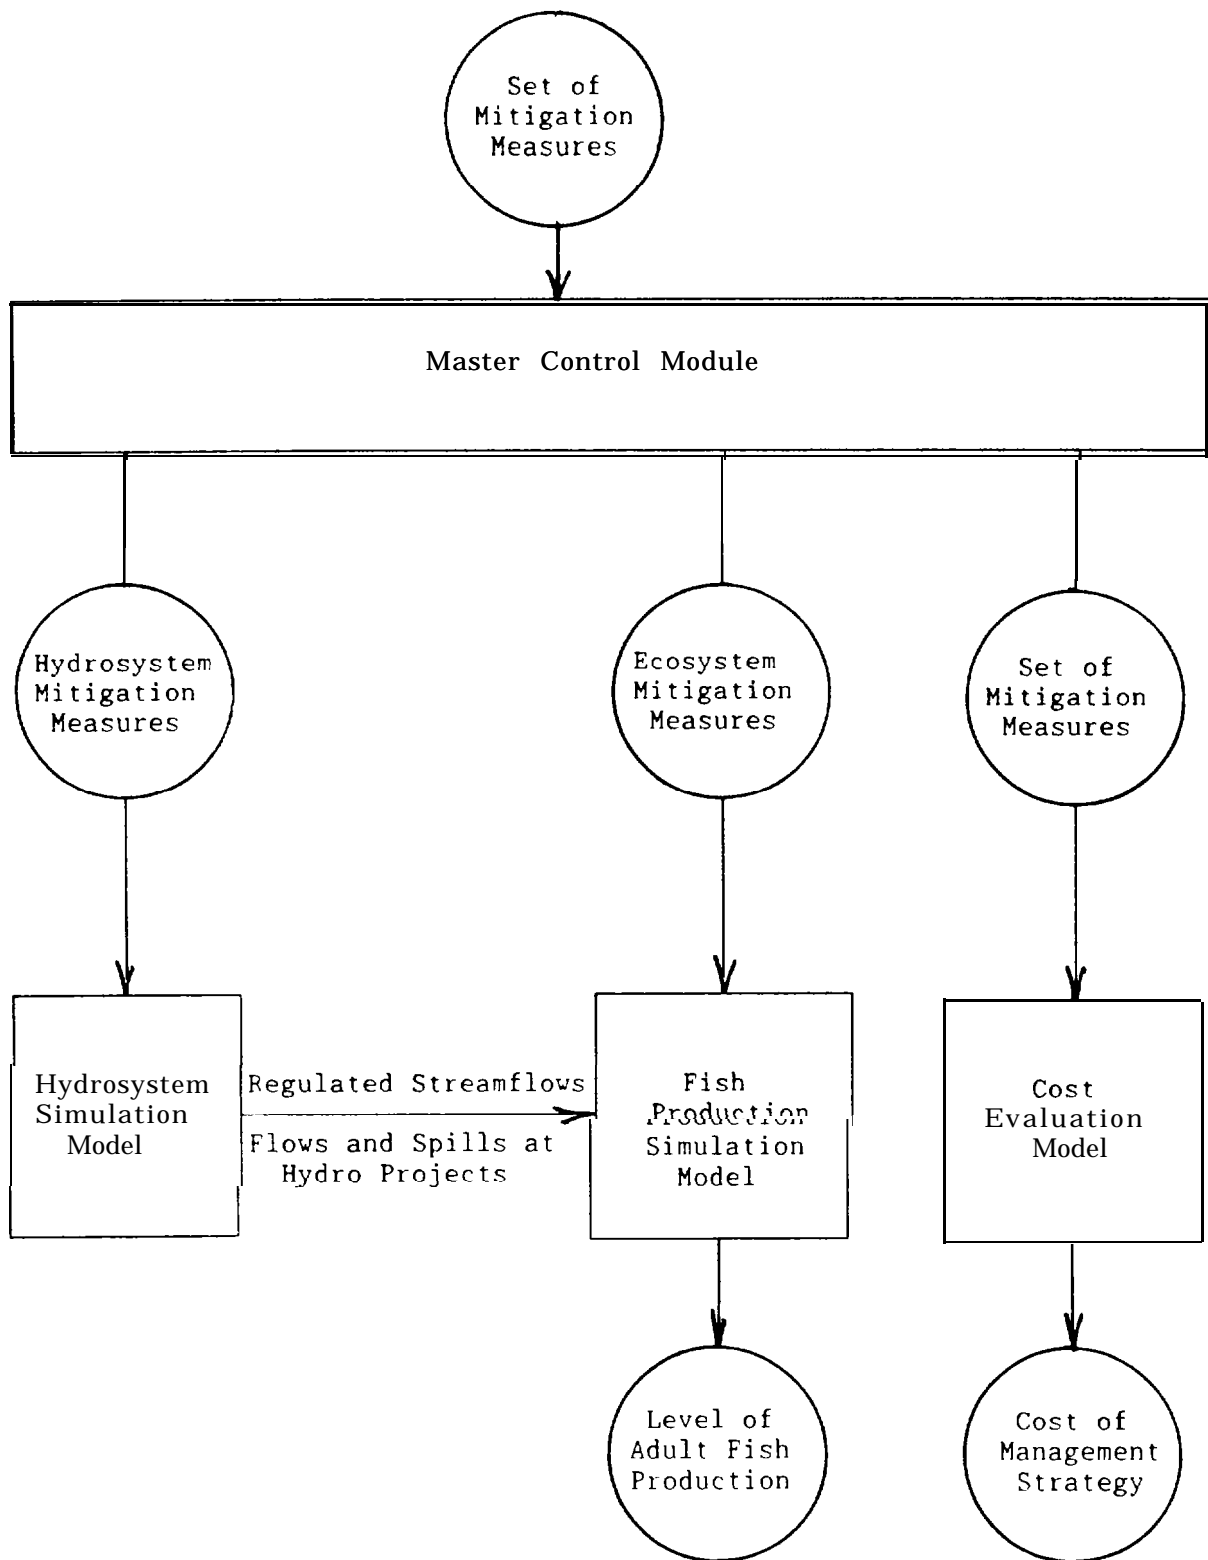 Set of
Mitigation
Measures
Master Control Module
Hydrosystem
Mitigation
Measures
Ecosystem
Mitigation
Measures
Set of
Mitigation
Measures
Hydrosystem
Simulation
Model
Regulated Streamflows
Flows and Spills at
Hydro Projects
Fish
Production
Simulation
Model
Cost
Evaluation
Model
Level of
Adult Fish
Production
Cost of
Management
Strategy